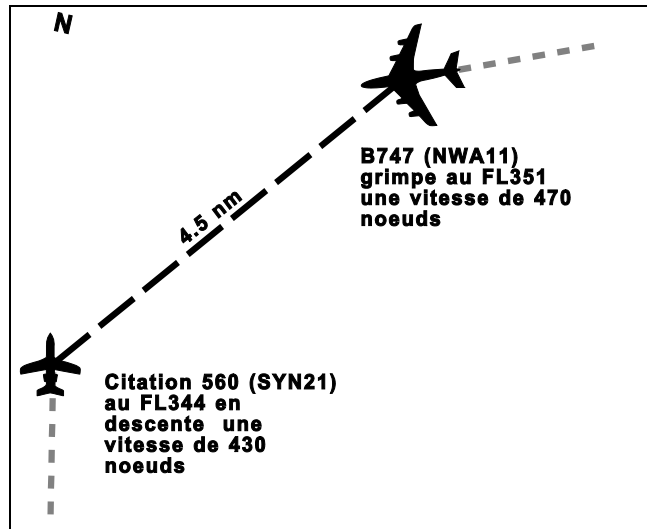 N
B747 (NWA11)
grimpe au FL351
une vitesse de 470
noeuds
4.5 nm
Citation 560 (SYN21)
au FL344 en
descente une
vitesse de 430
noeuds